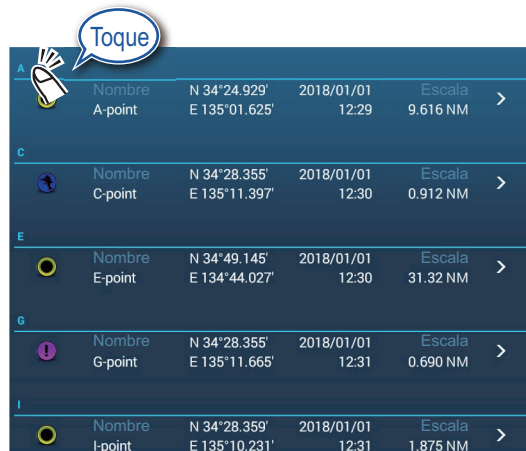 Toque
A
Nombre N 34°24.929' 2018/01/01 Escala
A-point E 135°01.625' 12:29 9.616 NM >
C
Nombre N 34°28.355' 2018/01/01 Escala
C-point E 135°11.397' 12:30 0.912 NM >
E
Nombre N 34°49.145' 2018/01/01 Escala
E-point E 134°44.027' 12:30 31.32 NM >
G
Nombre N 34°28.355' 2018/01/01 Escala
G-point E 135°11.665' 12:31 0.690 NM >
I
Nombre N 34°28.359' 2018/01/01 Escala
I-point E 135°10.231' 12:31 1.875 NM >